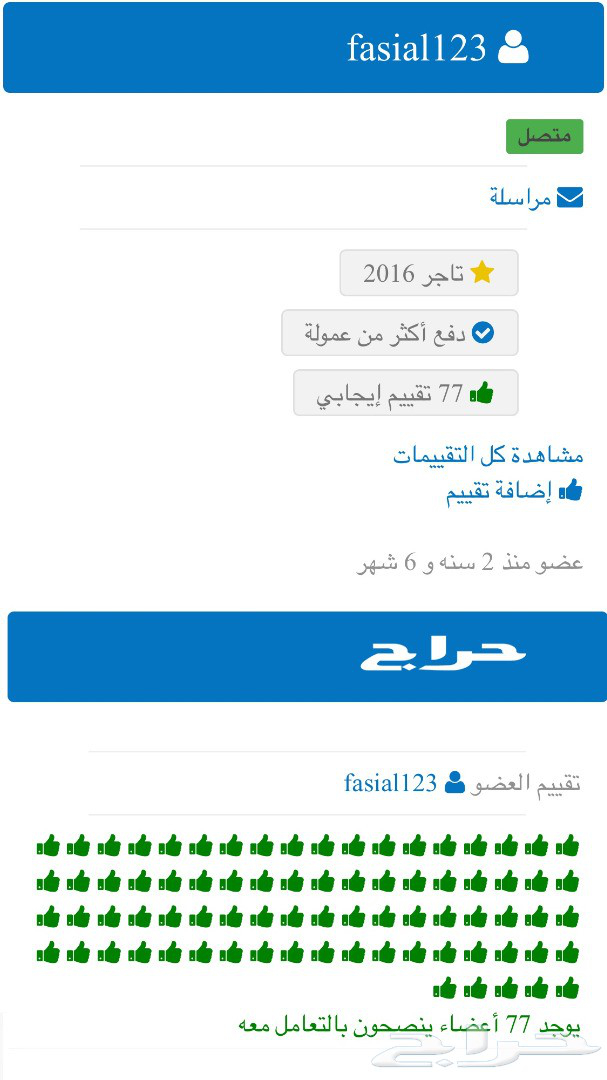 fasial123
متصل
مراسلة
تاجر 2016
دفع أكثر من عمولة
77 تقييم إيجابي
مشاهدة كل التقييمات
إضافة تقييم
عضو منذ 2 سنه و 6 شهر
حراج
تقييم العضو fasial123
يوجد 77 أعضاء ينصحون بالتعامل معه
حراج